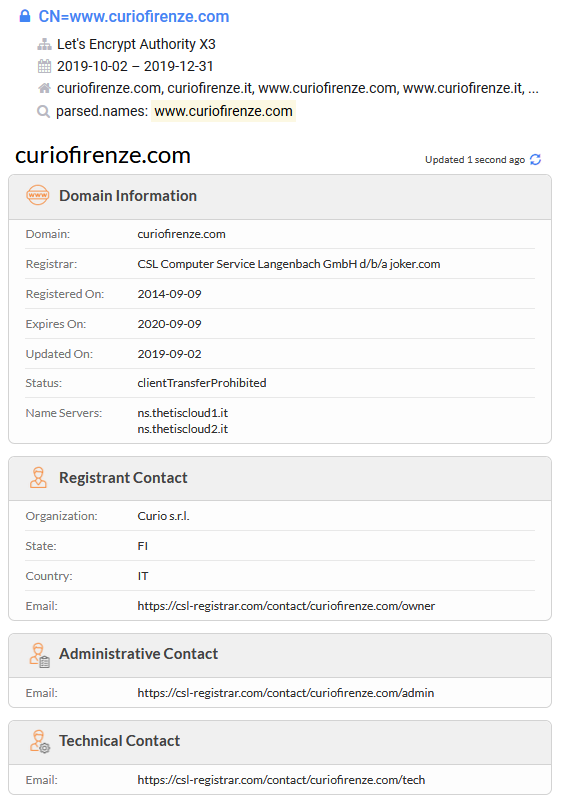 CN=www.curiofirenze.com
Let's Encrypt Authority X3
2019-10-02 – 2019-12-31
curiofirenze.com, curiofirenze.it, www.curiofirenze.com, www.curiofirenze.it, ...
parsed.names: www.curiofirenze.com
curiofirenze.com
Updated 1 second ago
www
Domain Information
Domain: curiofirenze.com
Registrar: CSL Computer Service Langenbach GmbH d/b/a joker.com
Registered On: 2014-09-09
Expires On: 2020-09-09
Updated On: 2019-09-02
Status: clientTransferProhibited
Name Servers: ns.thetiscloud1.it
ns.thetiscloud2.it
Registrant Contact
Organization: Curio s.r.l.
State: FI
Country: IT
Email: https://csl-registrar.com/contact/curiofirenze.com/owner
Administrative Contact
Email: https://csl-registrar.com/contact/curiofirenze.com/admin
Technical Contact
Email: https://csl-registrar.com/contact/curiofirenze.com/tech